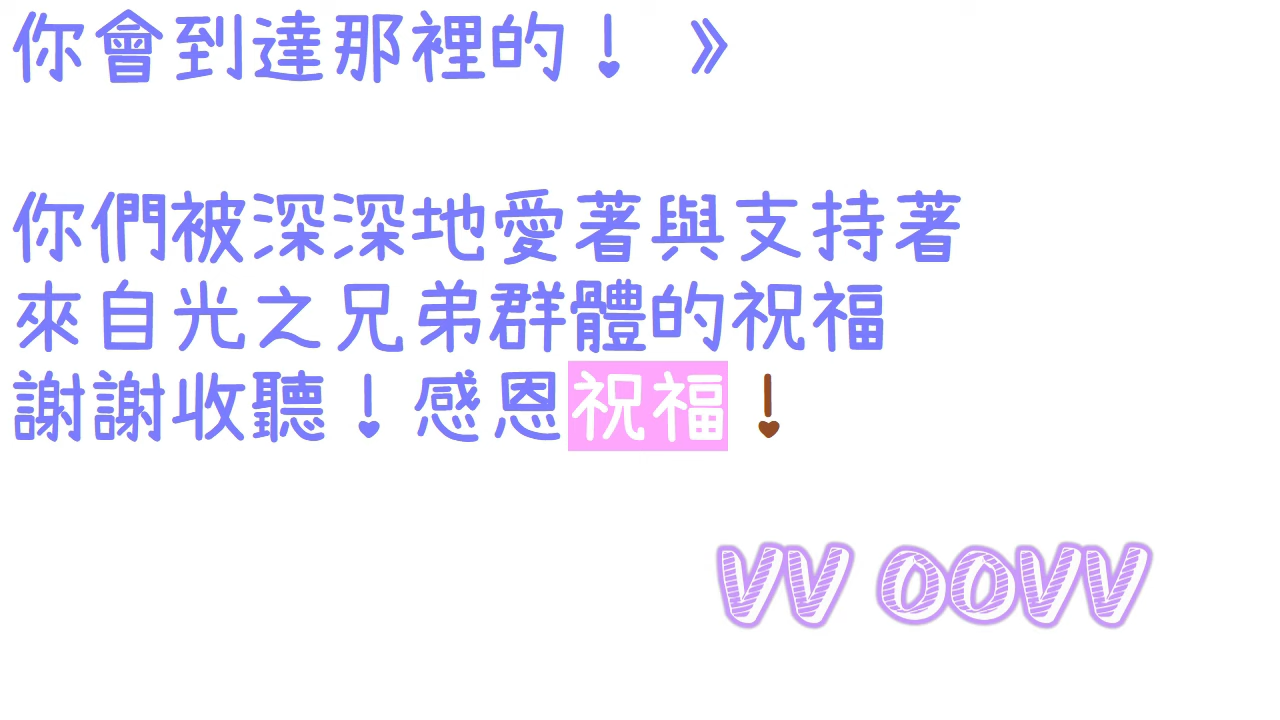 你會到達那裡的！ 》
你們被深深地愛著與支持著
來自光之兄弟群體的祝福
謝謝收聽！感恩祝福！
VV OOVV